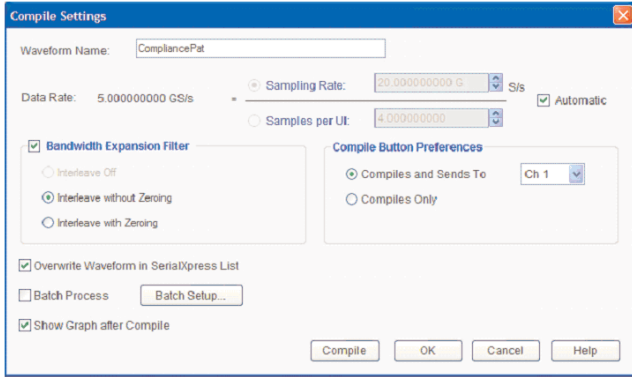 Compile Settings
Waveform Name: CompliancePat
Data Rate: 5.000000000 GS/s = Sampling Rate: 20.000000000 G S/s
Samples per UI: 4.000000000
Automatic
Bandwidth Expansion Filter
Interleave Off
Interleave without Zeroing
Interleave with Zeroing
Compile Button Preferences
Compiles and Sends To Ch 1
Compiles Only
Overwrite Waveform in SerialXpress List
Batch Process Batch Setup...
Show Graph after Compile
Compile OK Cancel Help